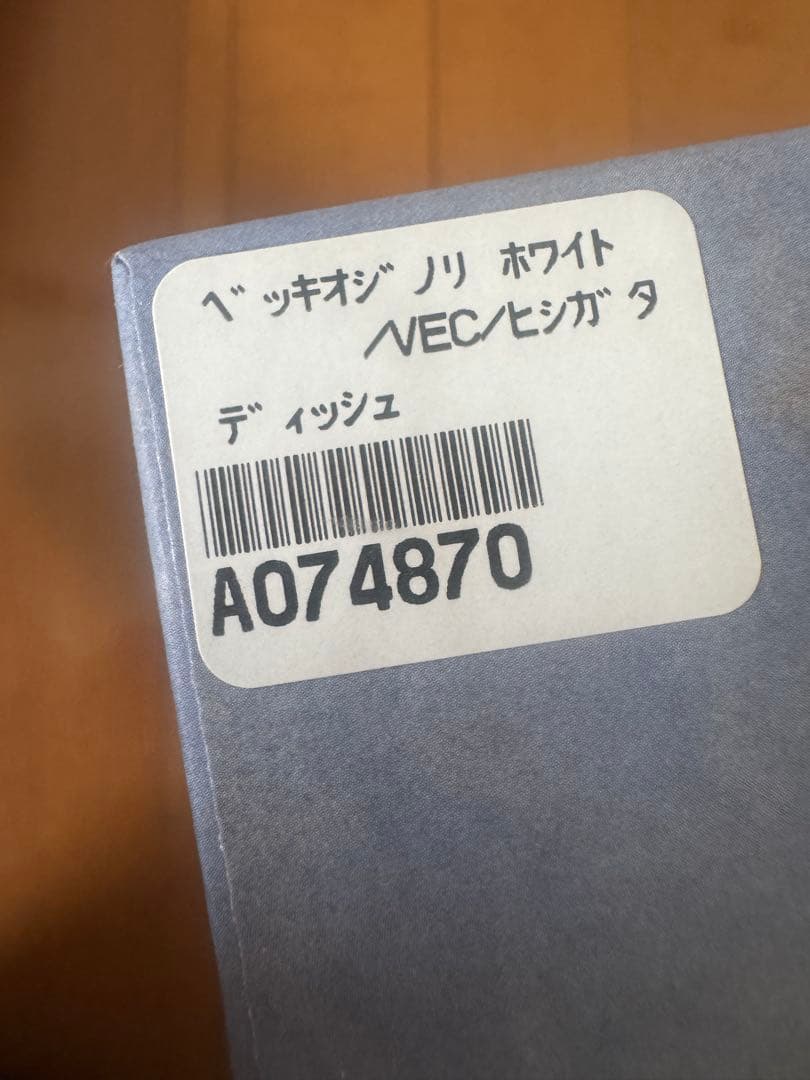 ﾍﾞｯｷｵｼﾞﾉﾘ ﾎﾜｲﾄ
/VEC/ﾋｼｶﾞﾀ
ﾃﾞｨｯｼｭ
A074870